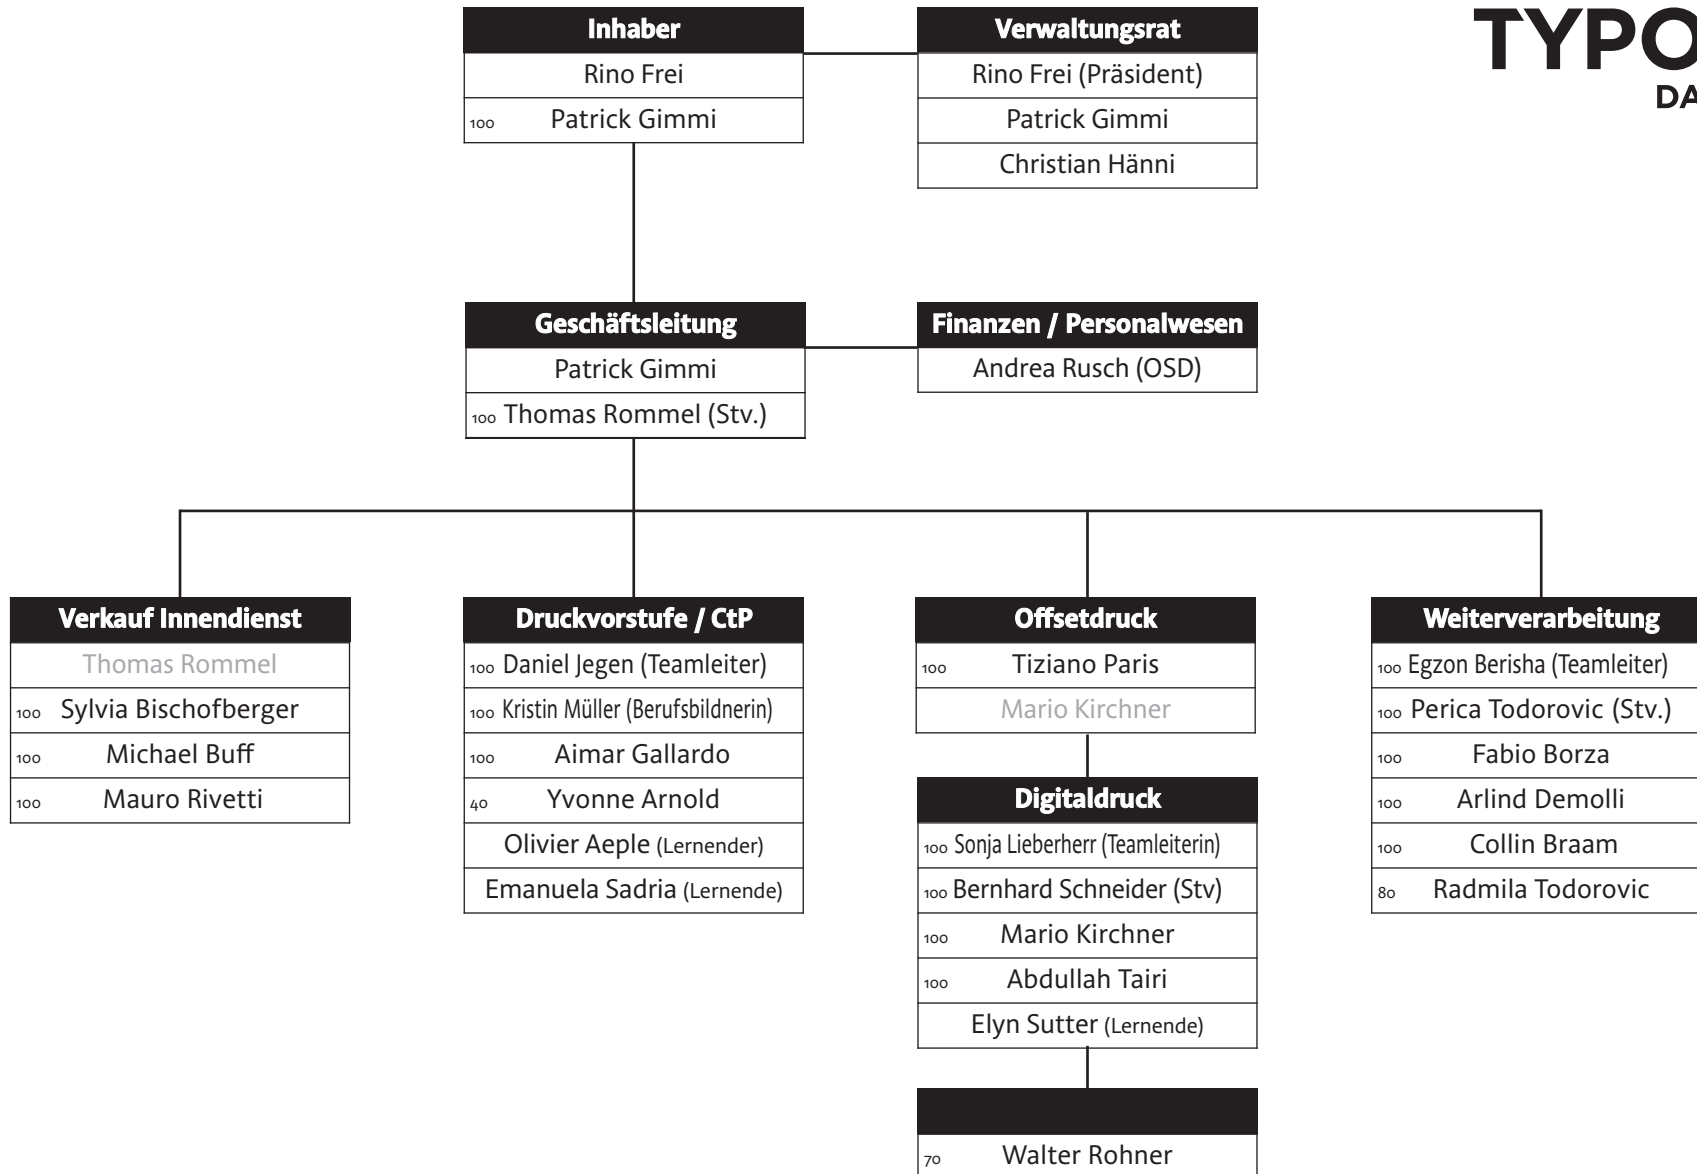 TYPO
DA
Inhaber
Rino Frei
100 Patrick Gimmi
Verwaltungsrat
Rino Frei (Präsident)
Patrick Gimmi
Christian Hänni
Geschäftsleitung
Patrick Gimmi
100 Thomas Rommel (Stv.)
Finanzen / Personalwesen
Andrea Rusch (OSD)
Verkauf Innendienst
Thomas Rommel
100 Sylvia Bischofberger
100 Michael Buff
100 Mauro Rivetti
Druckvorstufe / CtP
100 Daniel Jegen (Teamleiter)
100 Kristin Müller (Berufsbildnerin)
100 Aimar Gallardo
40 Yvonne Arnold
Olivier Aeple (Lernender)
Emanuela Sadria (Lernende)
Offsetdruck
100 Tiziano Paris
Mario Kirchner
Digitaldruck
100 Sonja Lieberherr (Teamleiterin)
100 Bernhard Schneider (Stv)
100 Mario Kirchner
100 Abdullah Tairi
Elyn Sutter (Lernende)
70 Walter Rohner
Weiterverarbeitung
100 Egzon Berisha (Teamleiter)
100 Perica Todorovic (Stv.)
100 Fabio Borza
100 Arlind Demolli
100 Collin Braam
80 Radmila Todorovic